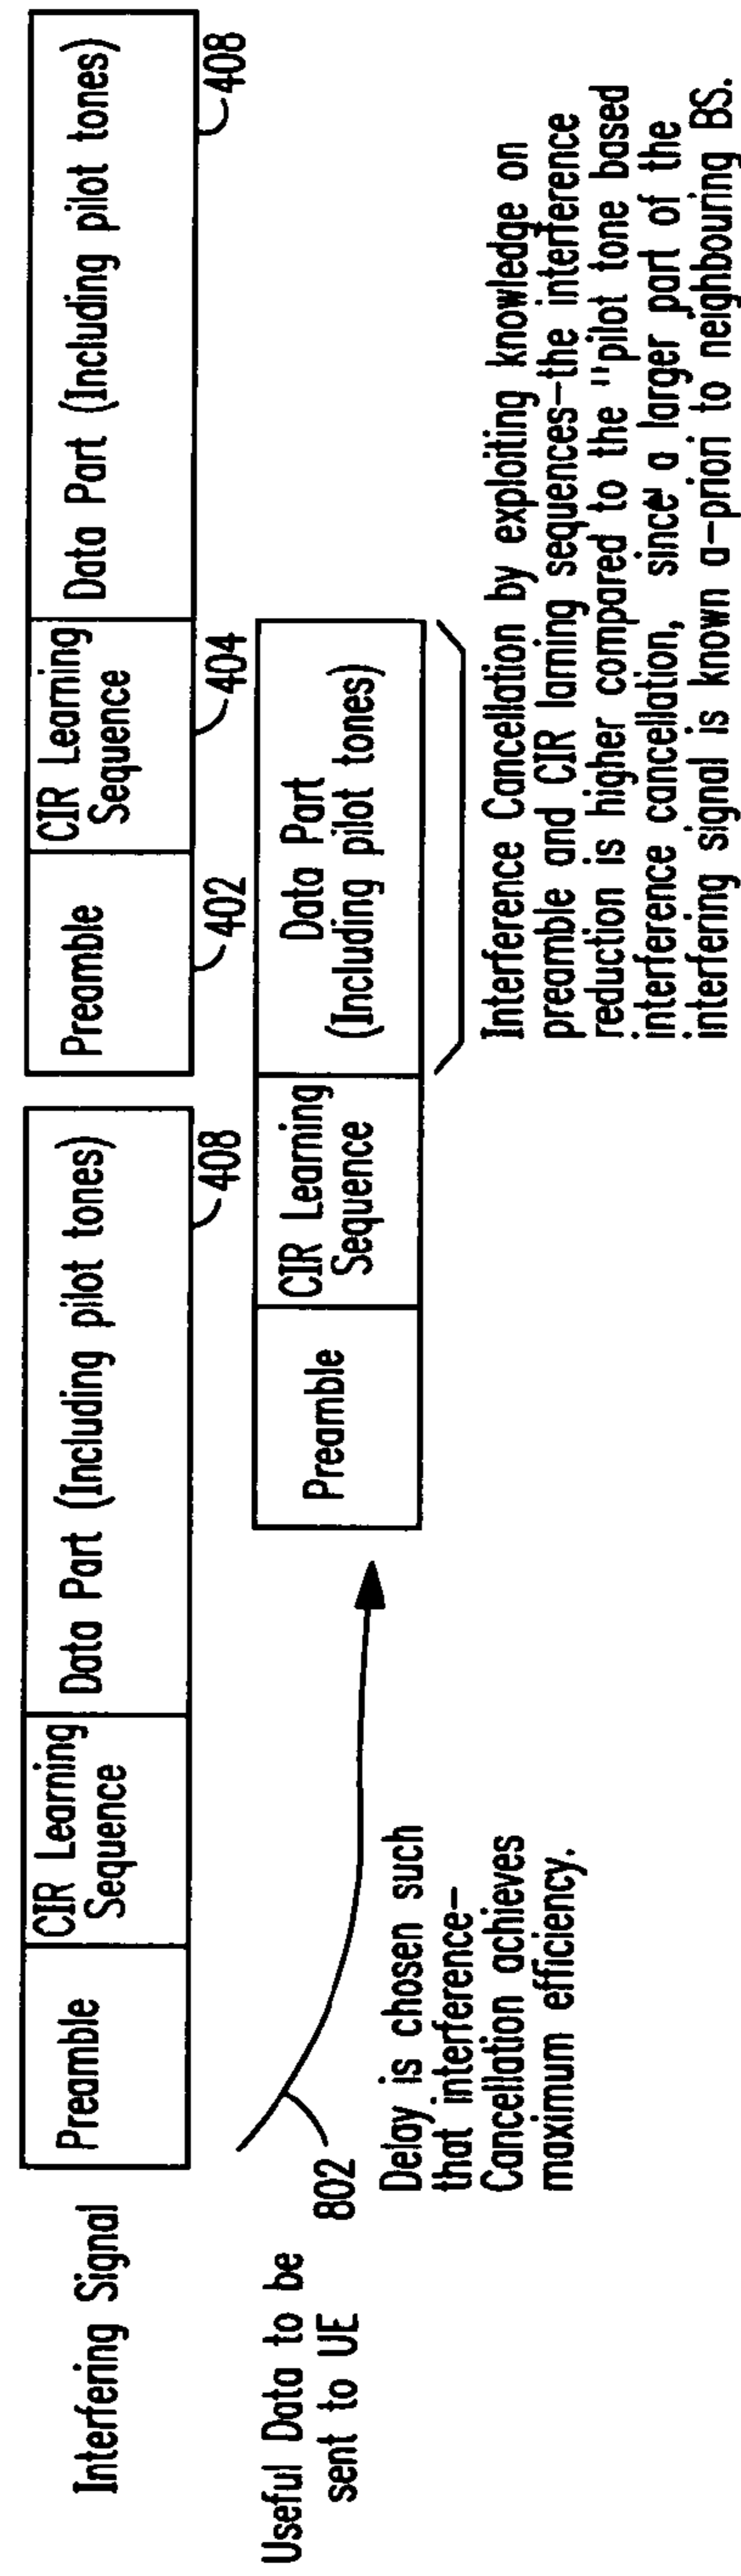 Interfering Signal
Preamble
CIR Learning
Sequence
Data Part (Including pilot tones)
408
Preamble
402
CIR Learning
Sequence
404
Data Part (Including pilot tones)
408
Useful Data to be
sent to UE
802
Delay is chosen such
that interference-
Cancellation achieves
maximum efficiency.
Preamble
CIR Learning
Sequence
Data Part
(Including pilot tones)
Interference Cancellation by exploiting knowledge on
preamble and CIR larning sequences-the interference
reduction is higher compared to the "pilot tone based
interference cancellation, since a larger part of the
interfering signal is known a-priori to neighbouring BS.